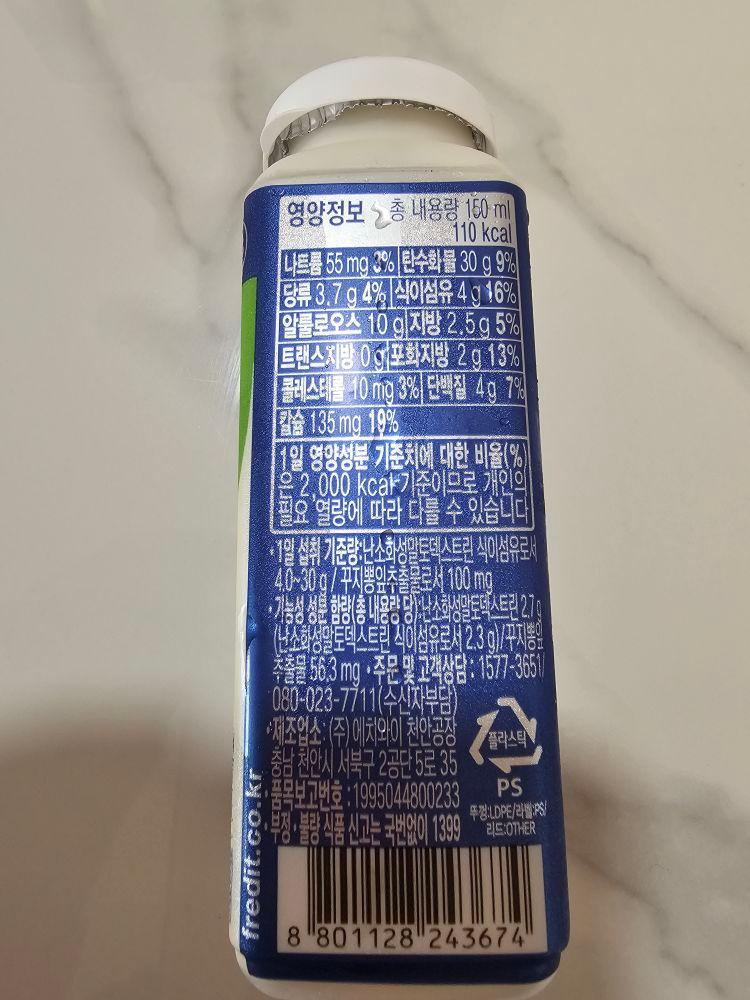 영양정보 총 내용량 150 ml
110 kcal
나트륨 55 mg 3% 탄수화물 30 g 9%
당류 3.7 g 4% 식이섬유 4 g 16%
알룰로오스 10 g 지방 2.5 g 5%
트랜스지방 0 g 포화지방 2 g 13%
콜레스테롤 10 mg 3% 단백질 4 g 7%
칼슘 135 mg 19%
1일 영양성분 기준치에 대한 비율(%)
은 2,000 kcal 기준이므로 개인의
필요 열량에 따라 다를 수 있습니다
•1일 섭취 기준량:난소화성말토덱스트린 식이섬유로서
4.0~30 g / 꾸지뽕잎추출물로서 100 mg
•기능성 성분 함량(총 내용량 당):난소화성말토덱스트린 2.7 g
(난소화성말토덱스트린 식이섬유로서 2.3 g)/꾸지뽕잎
추출물 56.3 mg •주문 및 고객상담 : 1577-3651/
080-023-7711(수신자부담)
•제조업소 : (주) 에치와이 천안공장
충남 천안시 서북구 2공단 5로 35
품목보고번호 : 1995044800233
부정•불량 식품 신고는 국번없이 1399
플라스틱
PS
뚜껑:LDPE/라벨:PS/
리드:OTHER
fredit.co.kr
8 801128 243674